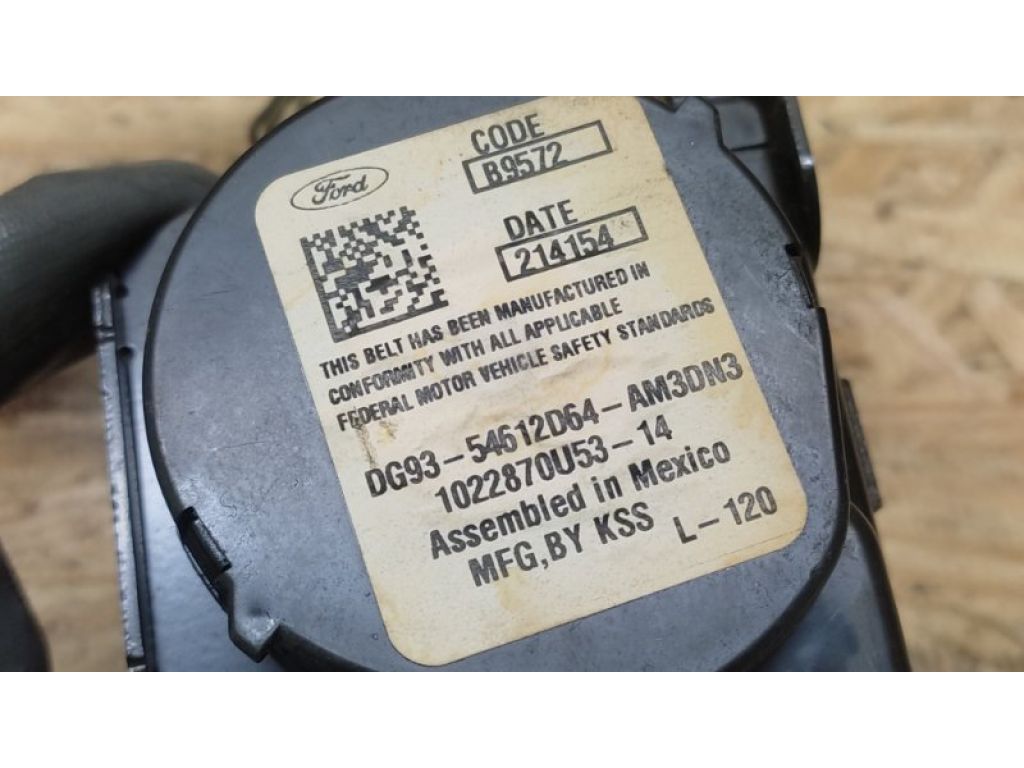 CODE
B9572
Ford
DATE
214154
THIS BELT HAS BEEN MANUFACTURED IN
CONFORMITY WITH ALL APPLICABLE
FEDERAL MOTOR VEHICLE SAFETY STANDARDS
DG93-54612D64-AM3DN3
1022870U53-14
Assembled in Mexico
MFG,BY KSS
L-120